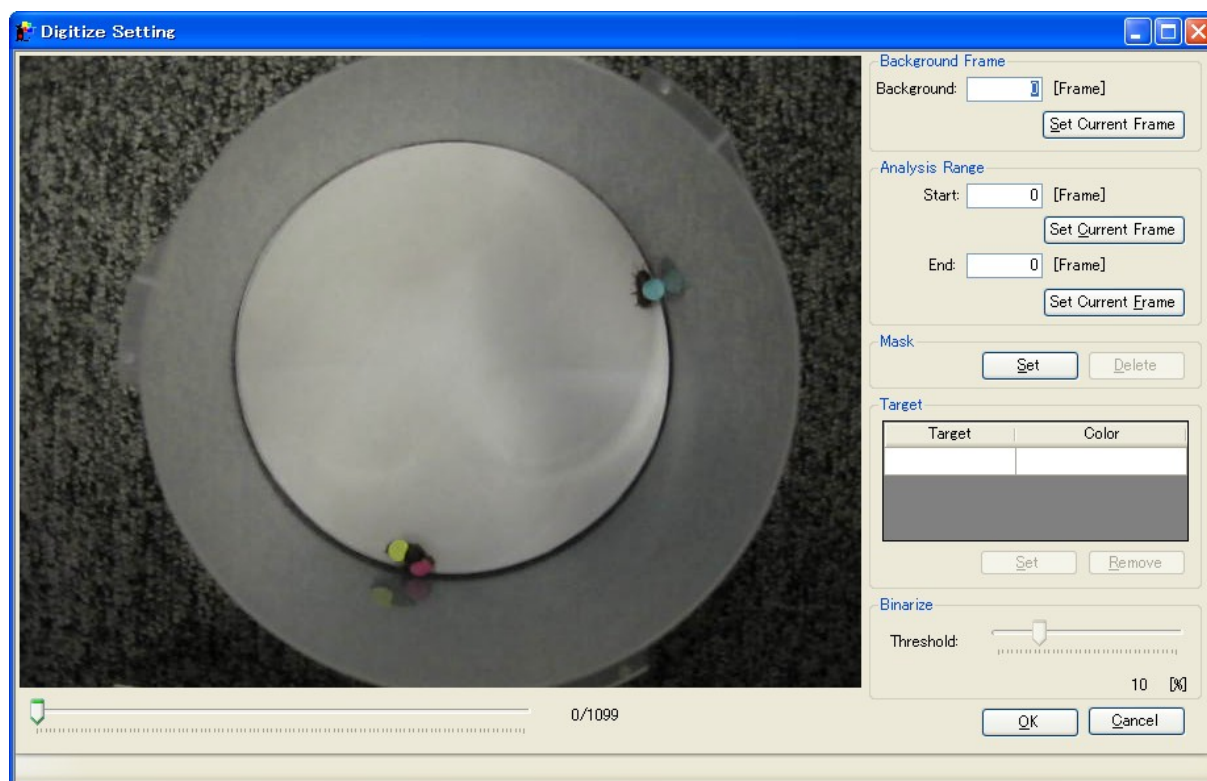 Digitize Setting
Background Frame
Background: 0 [Frame]
Set Current Frame
Analysis Range
Start: 0 [Frame]
Set Current Frame
End: 0 [Frame]
Set Current Frame
Mask
Set Delete
Target
Target Color
Set Remove
Binarize
Threshold:
10 [%]
0/1099
OK Cancel